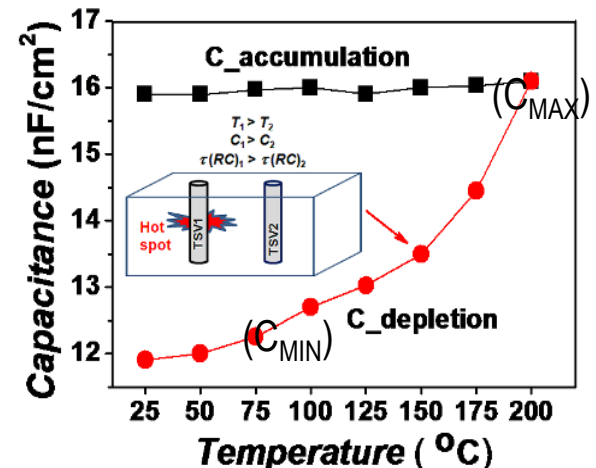 17
16
15
14
13
12
Capacitance (nF/cm²)
C_accumulation
(C_MAX)
T₁ > T₂
C₁ > C₂
τ(RC)₁ > τ(RC)₂
Hot
spot
TSV1
TSV2
(C_MIN)
C_depletion
25 50 75 100 125 150 175 200
Temperature ( ⁰C)